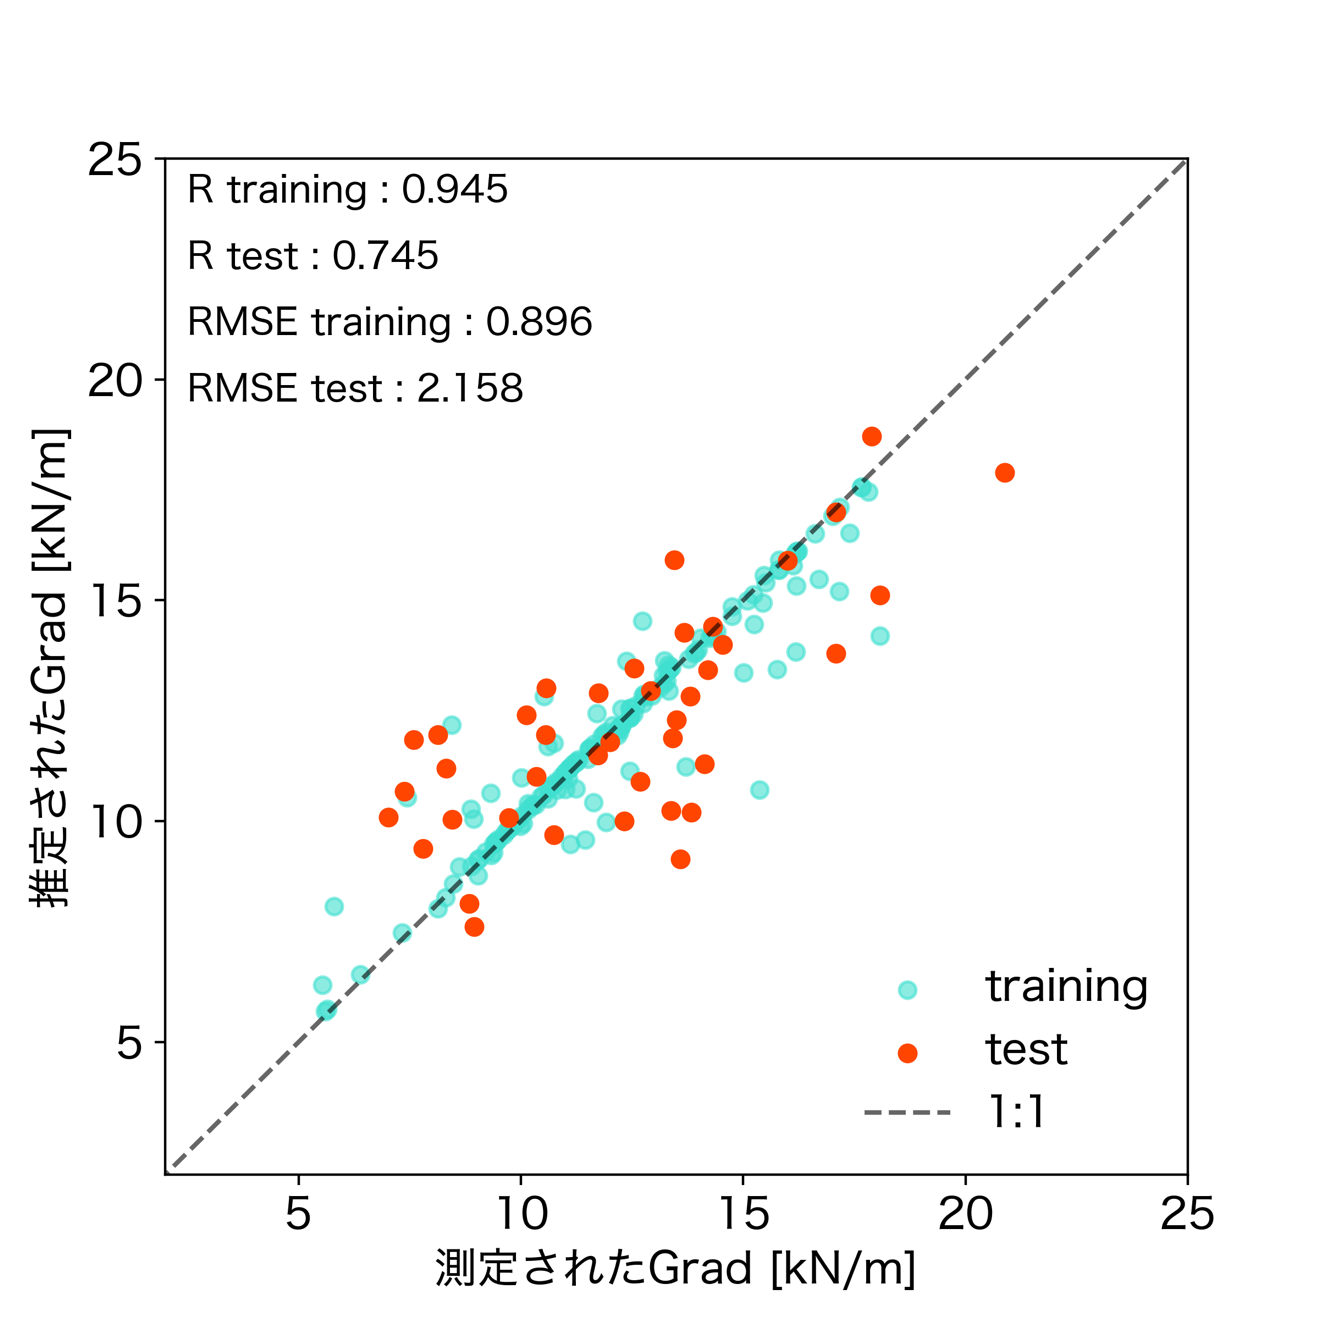 R training : 0.945
R test : 0.745
RMSE training : 0.896
RMSE test : 2.158
25
20
15
10
5
推定されたGrad [kN/m]
training
test
1:1
5
10
15
20
25
測定されたGrad [kN/m]